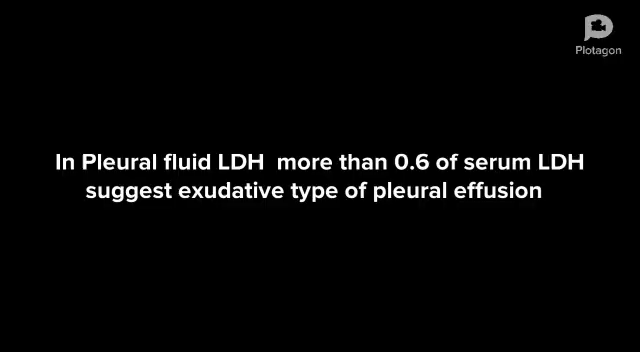 Plotagon
In Pleural fluid LDH  more than 0.6 of serum LDH
suggest exudative type of pleural effusion